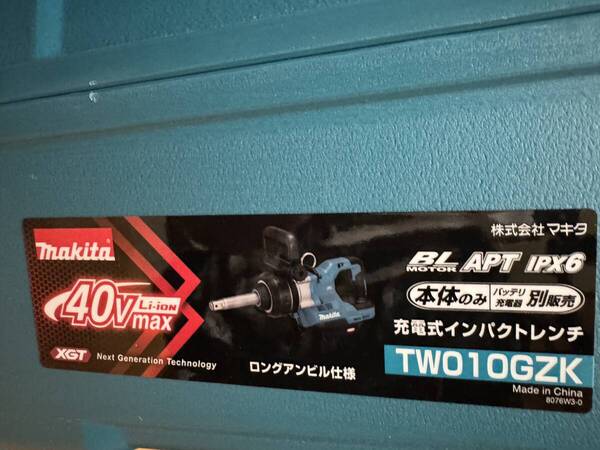 株式会社 マキタ
makita
BL MOTOR APT IPX6
40Vmax Li-ion
本体のみ バッテリ 充電器 別販売
充電式インパクトレンチ
XGT Next Generation Technology
ロングアンビル仕様
TW010GZK
Made in China
8076W3-0
makita